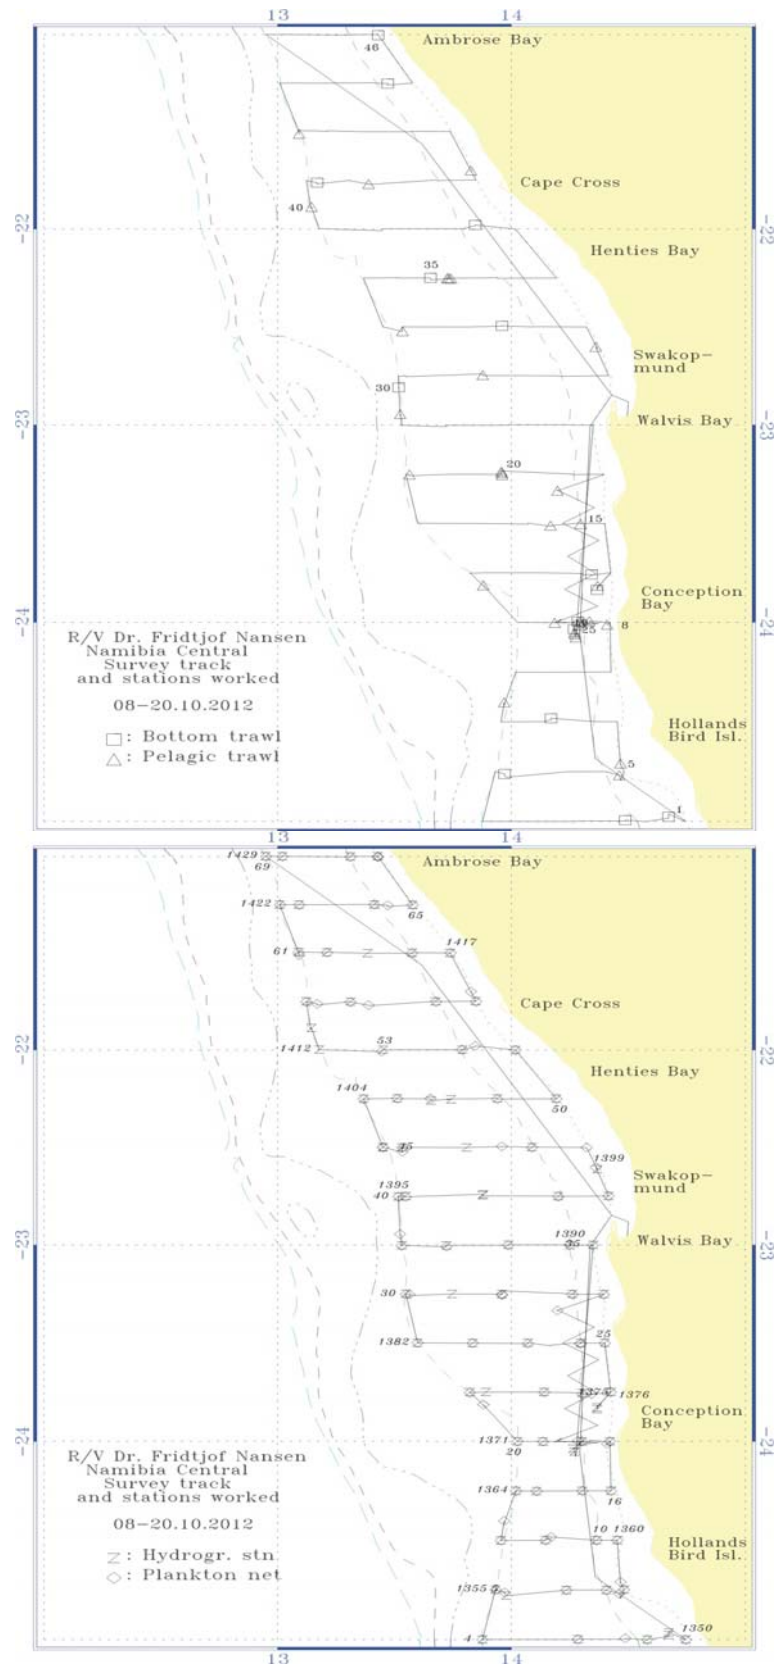 13 14
Ambrose Bay
46
Cape Cross
40
-22 -22
Henties Bay
35
Swakop-
mund
30
-23 Walvis Bay -23
20
15
Conception
Bay
-24 -24
8
25
R/V Dr. Fridtjof Nansen
Namibia Central
Survey track
and stations worked
08-20.10.2012
Hollands
Bird Isl.
: Bottom trawl
: Pelagic trawl
5
1
13 14
1429
Ambrose Bay
69
1422
65
61 1417
Cape Cross
53
-22 1412 -22
Henties Bay
1404
50
45
1399
Swakop-
mund
1395
40
1390
-23 35 Walvis Bay -23
30
1382 25
1375 1376
Conception
Bay
-24 1371 -24
20
R/V Dr. Fridtjof Nansen
Namibia Central
Survey track
and stations worked
1364
16
08-20.10.2012
10 1360
Hollands
Bird Isl.
: Hydrogr. stn
: Plankton net
1355
1350
4
13 14